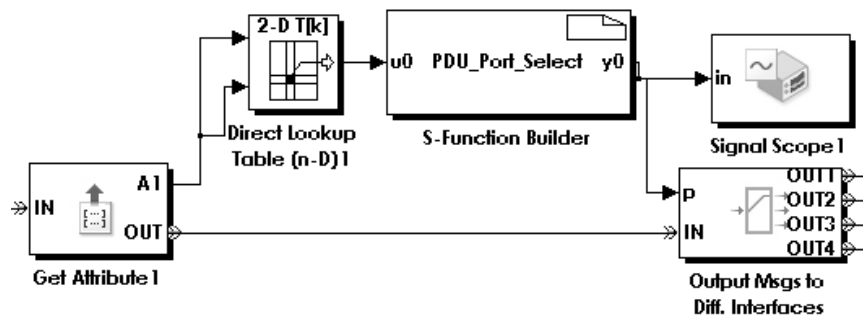 2-D T[k]
Direct Lookup
Table (n-D)1
u0 PDU_Port_Select y0
S-Function Builder
in
Signal Scope1
IN
A1
OUT
Get Attribute1
p
IN
OUT1
OUT2
OUT3
OUT4
Output Msgs to
Diff. Interfaces